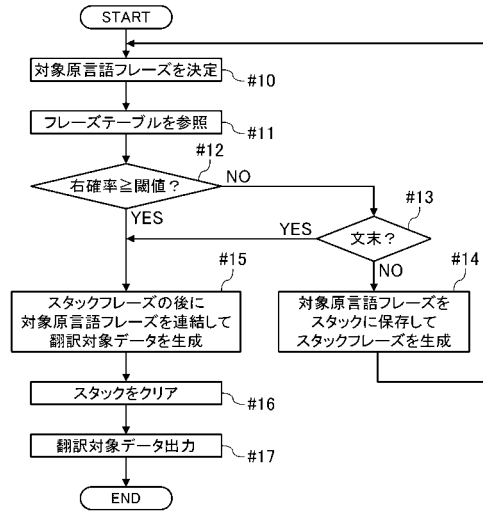 START
対象原言語フレーズを決定
#10
フレーズテーブルを参照
#11
#12
右確率≧閾値？
NO
#13
YES
YES
文末？
#15
NO
#14
スタックフレーズの後に
対象原言語フレーズを連結して
翻訳対象データを生成
対象原言語フレーズを
スタックに保存して
スタックフレーズを生成
スタックをクリア
#16
翻訳対象データ出力
#17
END